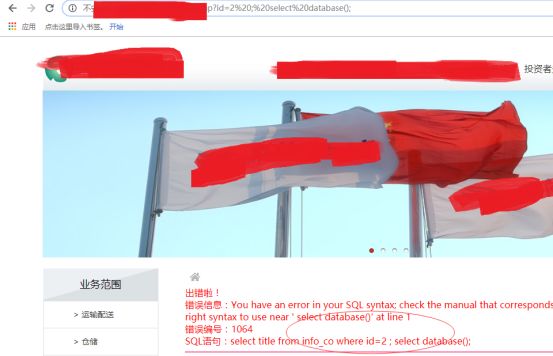 p?id=2%20;%20select%20database();
应用 点击这里导入书签。 开始
投资者
业务范围
> 运输配送
> 仓储
出错啦！
错误信息：You have an error in your SQL syntax; check the manual that corresponds
right syntax to use near ' select database()' at line 1
错误编号：1064
SQL语句：select title from info_co where id=2 ; select database();